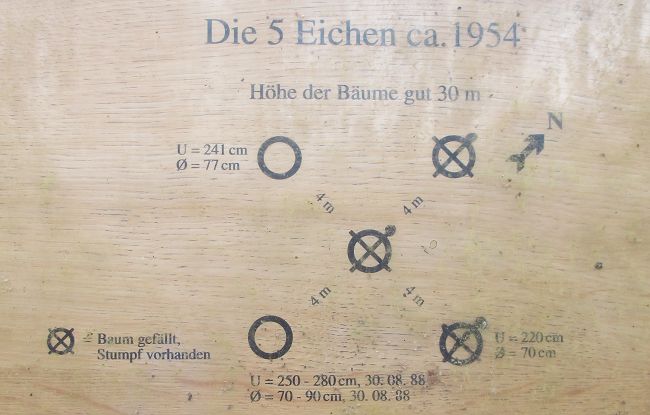 Die 5 Eichen ca. 1954
Höhe der Bäume gut 30 m
N
U = 241 cm
Ø = 77 cm
4 m
4 m
4 m
4 m
= Baum gefällt,
Stumpf vorhanden
U = 220 cm
Ø = 70 cm
U = 250 - 280 cm, 30. 08. 88
Ø = 70 - 90 cm, 30. 08. 88